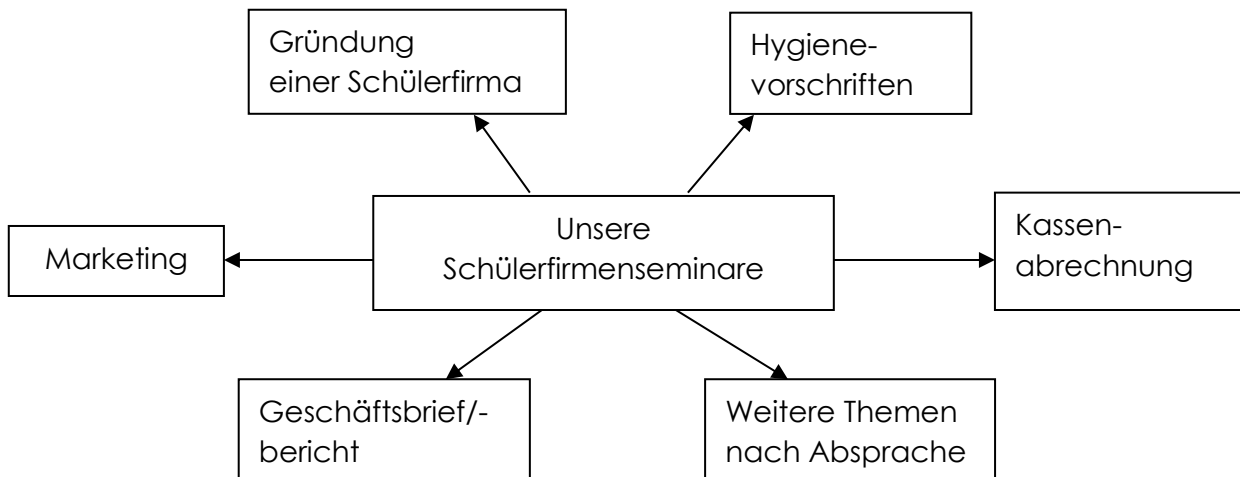 Gründung
einer Schülerfirma
Hygiene-
vorschriften
Unsere
Schülerfirmenseminare
Marketing
Kassen-
abrechnung
Geschäftsbrief/-
bericht
Weitere Themen
nach Absprache